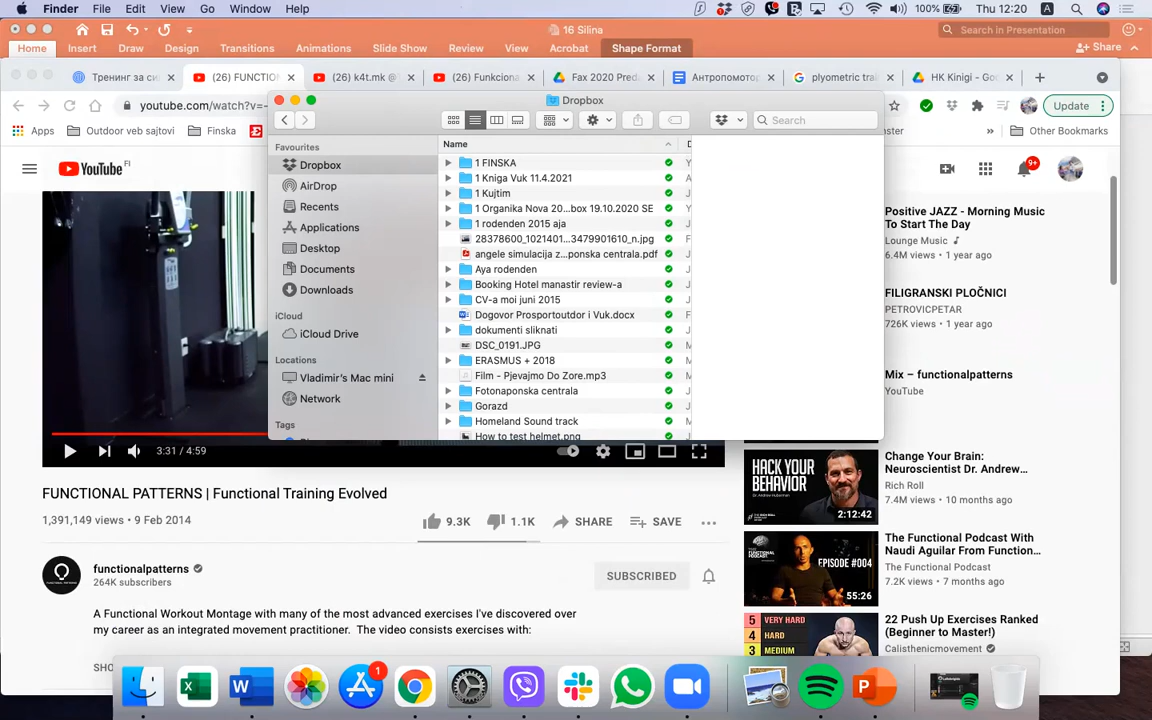 Finder File Edit View Go Window Help 100% Thu 12:20 A
16 Silina
Search in Presentation
Home Insert Draw Design Transitions Animations Slide Show Review View Acrobat Shape Format
Share
Тренинг за си
(26) FUNCTION
(26) k4t.mk @
(26) Funkciona
Fax 2020 Pred
Антропомотор
plyometric trai
HK Kinigi - Go
youtube.com/watch?v=-
Update
Apps Outdoor veb sajtovi Finska
Other Bookmarks
YouTube FI
9+
Dropbox
Search
Favourites
Dropbox
AirDrop
Recents
Applications
Desktop
Documents
Downloads
iCloud
iCloud Drive
Locations
Vladimir's Mac mini
Network
Tags
Name
1 FINSKA
1 Kniga Vuk 11.4.2021
1 Kujtim
1 Organika Nova 20...box 19.10.2020 SE
1 rodenden 2015 aja
28378600_1021401...3479901610_n.jpg
angele simulacija z...ponska centrala.pdf
Aya rodenden
Booking Hotel manastir review-a
CV-a moi juni 2015
Dogovor Prosportoutdor i Vuk.docx
dokumenti sliknati
DSC_0191.JPG
ERASMUS + 2018
Film - Pjevajmo Do Zore.mp3
Fotonaponska centrala
Gorazd
Homeland Sound track
How to test helmet.png
3:31 / 4:59
FUNCTIONAL PATTERNS | Functional Training Evolved
1,391,149 views • 9 Feb 2014
9.3K 1.1K SHARE SAVE
functionalpatterns
264K subscribers
SUBSCRIBED
A Functional Workout Montage with many of the most advanced exercises I've discovered over
my career as an integrated movement practitioner. The video consists exercises with:
Positive JAZZ - Morning Music
To Start The Day
Lounge Music
6.4M views • 1 year ago
FILIGRANSKI PLOČNICI
PETROVICPETAR
726K views • 1 year ago
Mix – functionalpatterns
YouTube
HACK YOUR
BEHAVIOR
2:12:42
Change Your Brain:
Neuroscientist Dr. Andrew...
Rich Roll
7.4M views • 10 months ago
EPISODE #004
55:26
The Functional Podcast With
Naudi Aguilar From Function...
The Functional Podcast
7.2K views • 7 months ago
5 VERY HARD
4 HARD
3 MEDIUM
22 Push Up Exercises Ranked
(Beginner to Master!)
Calisthenicmovement
1